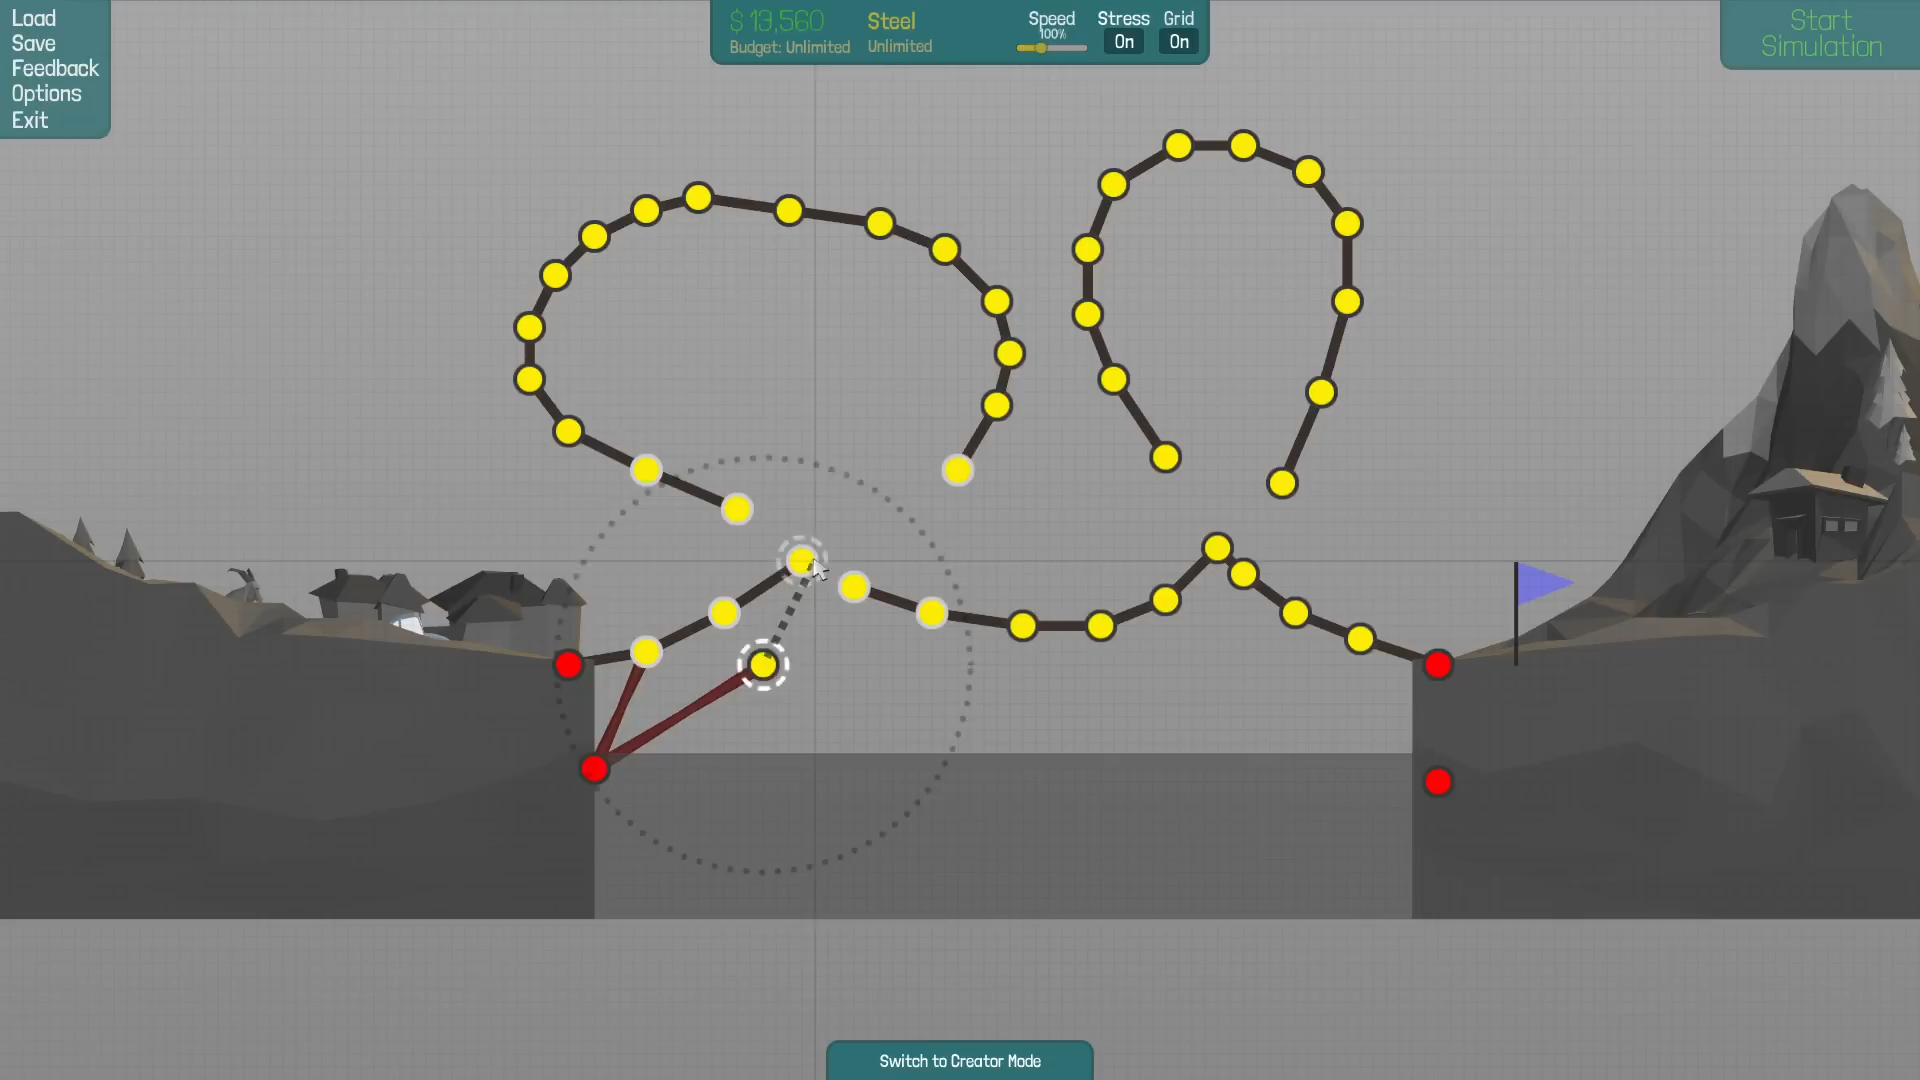 Load
Save
Feedback
Options
Exit
$ 13,560
Budget: Unlimited
Steel
Unlimited
Speed
100%
Stress
On
Grid
On
Start
Simulation
Switch to Creator Mode